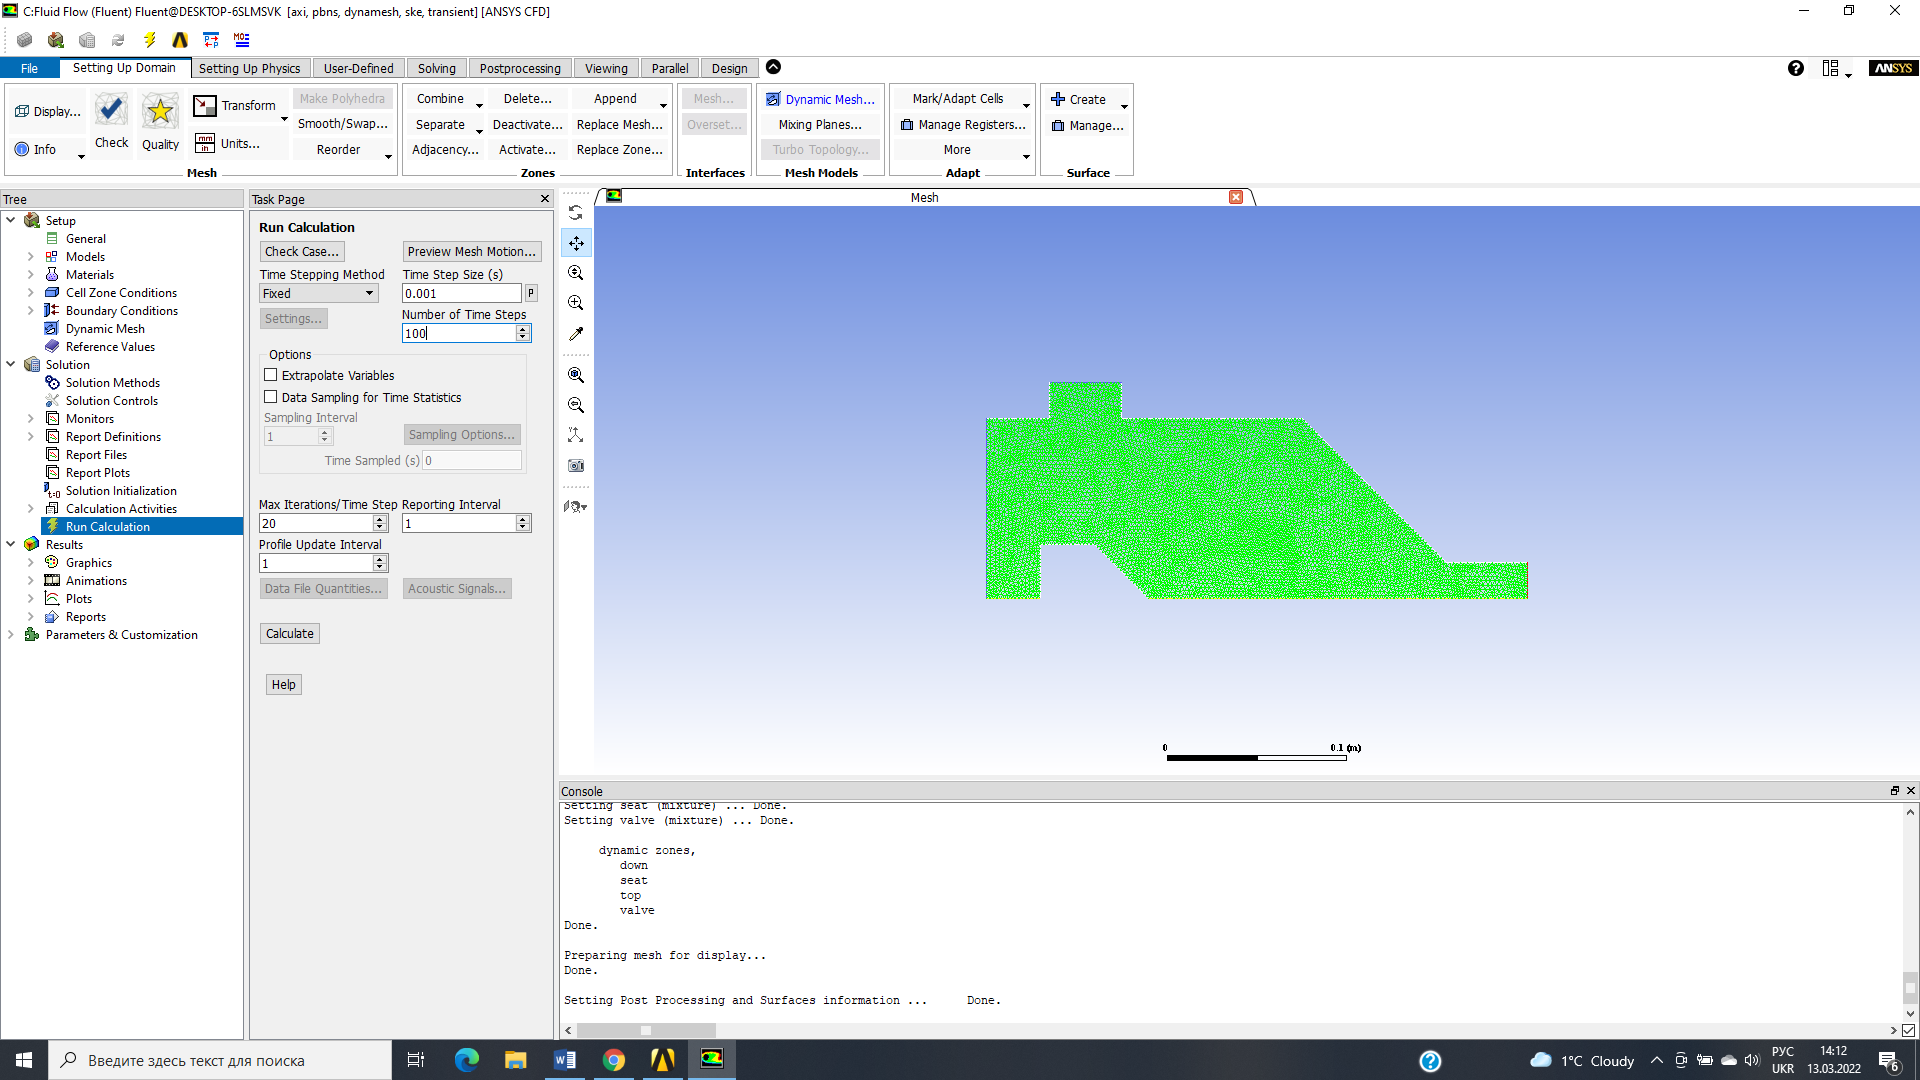 C:Fluid Flow (Fluent) Fluent@DESKTOP-6SLMSVK [axi, pbns, dynamesh, ske, transient] [ANSYS CFD]
File Setting Up Domain Setting Up Physics User-Defined Solving Postprocessing Viewing Parallel Design
ANSYS
Display...
Info
Check
Quality
Transform
Units...
Make Polyhedra
Smooth/Swap...
Reorder
Mesh
Combine Delete... Append
Separate Deactivate... Replace Mesh...
Adjacency... Activate... Replace Zone...
Zones
Mesh...
Overset...
Interfaces
Dynamic Mesh...
Mixing Planes...
Turbo Topology...
Mesh Models
Mark/Adapt Cells
Manage Registers...
More
Adapt
Create
Manage...
Surface
Tree
Setup
General
Models
Materials
Cell Zone Conditions
Boundary Conditions
Dynamic Mesh
Reference Values
Solution
Solution Methods
Solution Controls
Monitors
Report Definitions
Report Files
Report Plots
Solution Initialization
Calculation Activities
Run Calculation
Results
Graphics
Animations
Plots
Reports
Parameters & Customization
Task Page
Run Calculation
Check Case... Preview Mesh Motion...
Time Stepping Method Time Step Size (s)
Fixed 0.001 P
Settings... Number of Time Steps
100
Options
Extrapolate Variables
Data Sampling for Time Statistics
Sampling Interval
1 Sampling Options...
Time Sampled (s) 0
Max Iterations/Time Step Reporting Interval
20 1
Profile Update Interval
1
Data File Quantities... Acoustic Signals...
Calculate
Help
Mesh
0 0.1 (m)
Console
Setting seat (mixture) ... Done.
Setting valve (mixture) ... Done.
dynamic zones,
down
seat
top
valve
Done.
Preparing mesh for display...
Done.
Setting Post Processing and Surfaces information ... Done.
Введите здесь текст для поиска
1°C Cloudy
РУС
UKR
14:12
13.03.2022
6